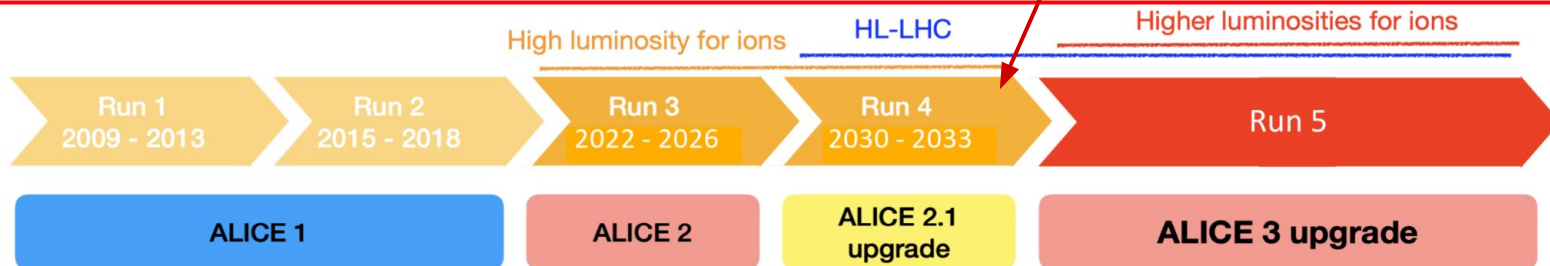 High luminosity for ions
HL-LHC
Higher luminosities for ions
Run 1
2009 - 2013
Run 2
2015 - 2018
Run 3
2022 - 2026
Run 4
2030 - 2033
Run 5
ALICE 1
ALICE 2
ALICE 2.1
upgrade
ALICE 3 upgrade